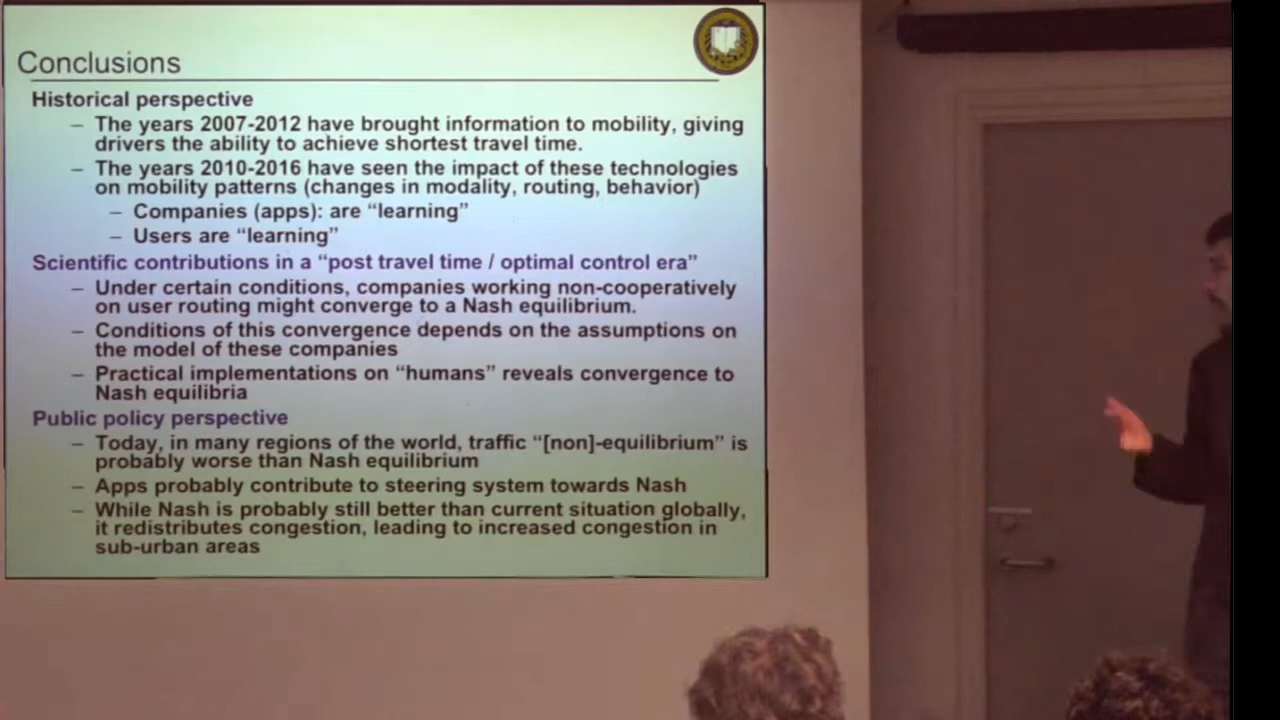 Conclusions
Historical perspective
– The years 2007-2012 have brought information to mobility, giving
drivers the ability to achieve shortest travel time.
– The years 2010-2016 have seen the impact of these technologies
on mobility patterns (changes in modality, routing, behavior)
– Companies (apps): are “learning”
– Users are “learning”
Scientific contributions in a “post travel time / optimal control era”
– Under certain conditions, companies working non-cooperatively
on user routing might converge to a Nash equilibrium.
– Conditions of this convergence depends on the assumptions on
the model of these companies
– Practical implementations on “humans” reveals convergence to
Nash equilibria
Public policy perspective
– Today, in many regions of the world, traffic “[non]-equilibrium” is
probably worse than Nash equilibrium
– Apps probably contribute to steering system towards Nash
– While Nash is probably still better than current situation globally,
it redistributes congestion, leading to increased congestion in
sub-urban areas